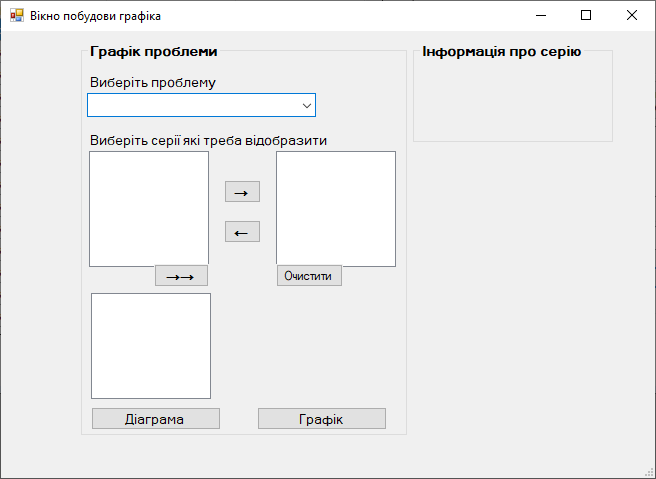 Вікно побудови графіка
Графік проблеми
Інформація про серію
Виберіть проблему
Виберіть серії які треба відобразити
→
←
→→
Очистити
Діаграма
Графік